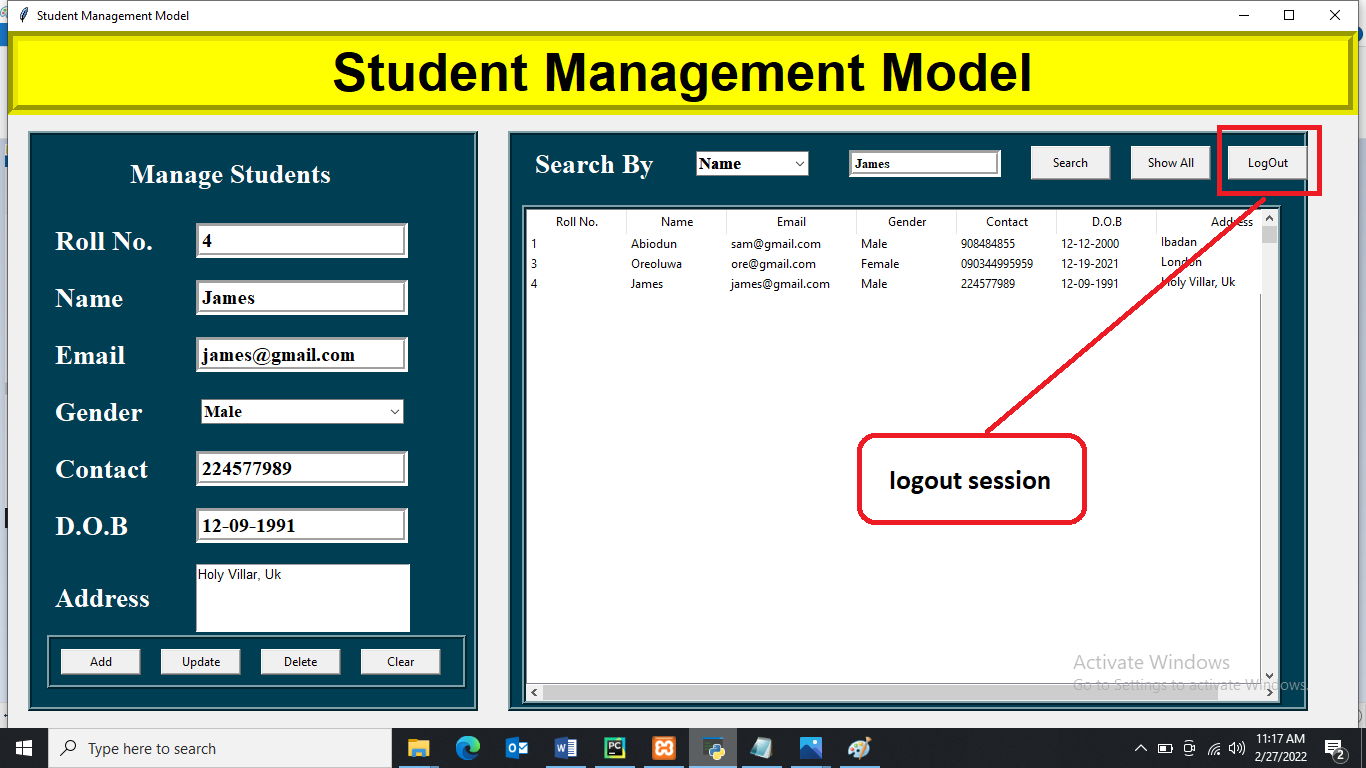 Student Management Model
Student Management Model
Manage Students
Roll No. 4
Name James
Email james@gmail.com
Gender Male
Contact 224577989
D.O.B 12-09-1991
Address Holy Villar, Uk
Add Update Delete Clear
Search By Name James Search Show All LogOut
Roll No. Name Email Gender Contact D.O.B Address
1 Abiodun sam@gmail.com Male 908484855 12-12-2000 Ibadan
3 Oreoluwa ore@gmail.com Female 090344995959 12-19-2021 London
4 James james@gmail.com Male 224577989 12-09-1991 Holy Villar, Uk
logout session
Activate Windows
Go to Settings to activate Windows.
Type here to search
11:17 AM
2/27/2022
2